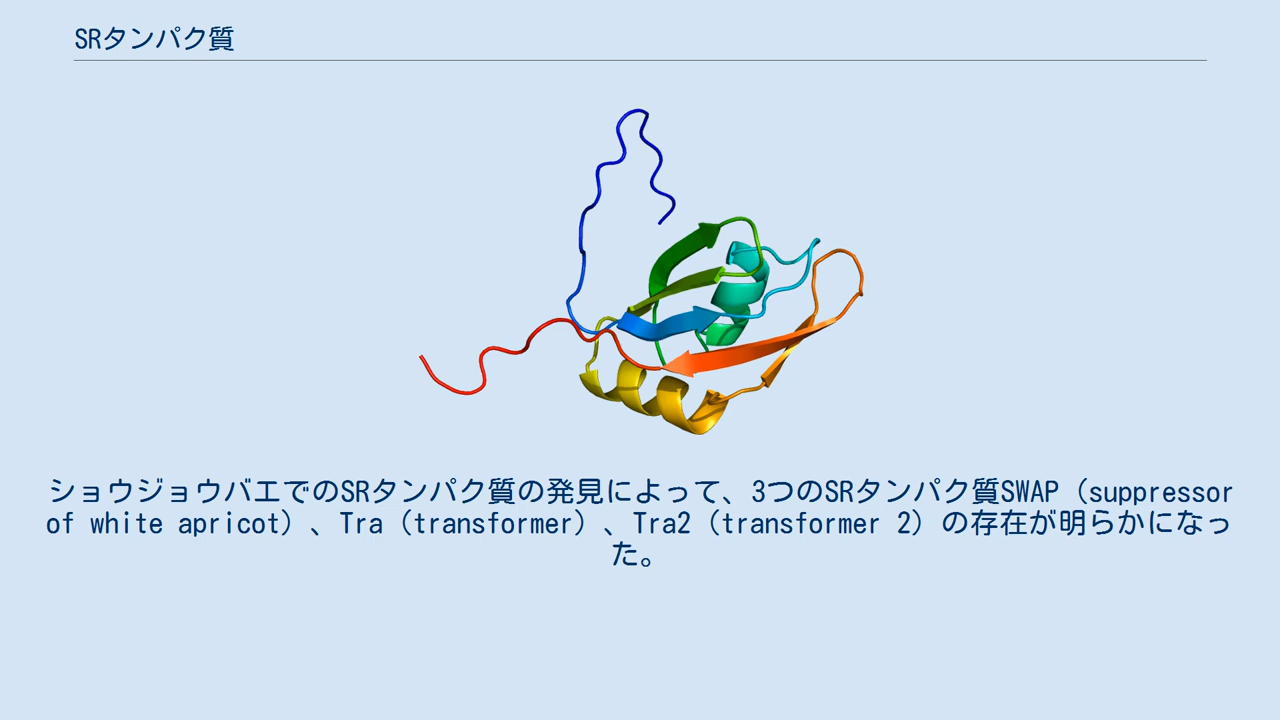 SRタンパク質
ショウジョウバエでのSRタンパク質の発見によって、3つのSRタンパク質SWAP（suppressor
of white apricot）、Tra（transformer）、Tra2（transformer 2）の存在が明らかになっ
た。